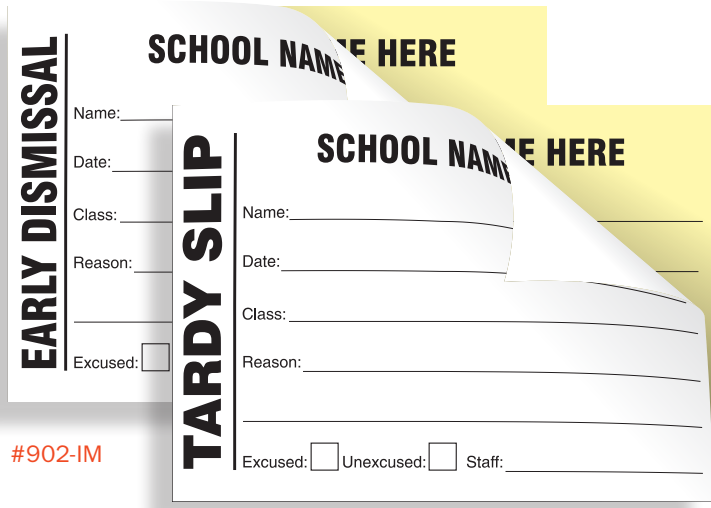 EARLY DISMISSAL
SCHOOL NAME HERE
Name:
Date:
Class:
Reason:
Excused:
TARDY SLIP
SCHOOL NAME HERE
Name:
Date:
Class:
Reason:
Excused: Unexcused: Staff:
#902-IM